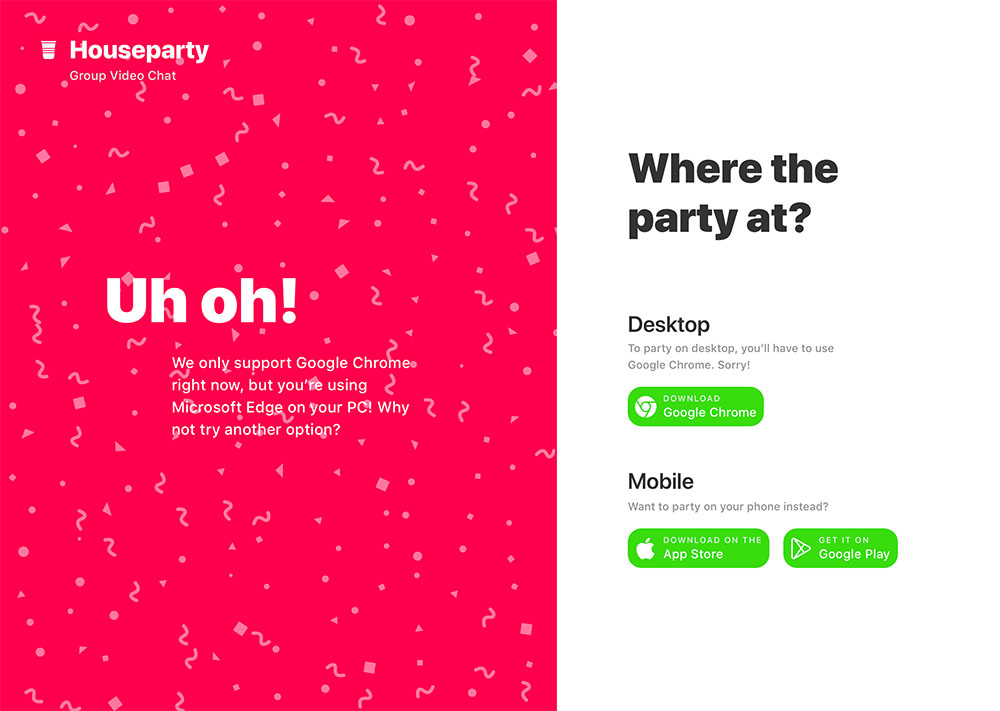 Houseparty
Group Video Chat
Uh oh!
We only support Google Chrome
right now, but you’re using
Microsoft Edge on your PC! Why
not try another option?
Where the
party at?
Desktop
To party on desktop, you’ll have to use
Google Chrome. Sorry!
DOWNLOAD
Google Chrome
Mobile
Want to party on your phone instead?
DOWNLOAD ON THE
App Store
GET IT ON
Google Play